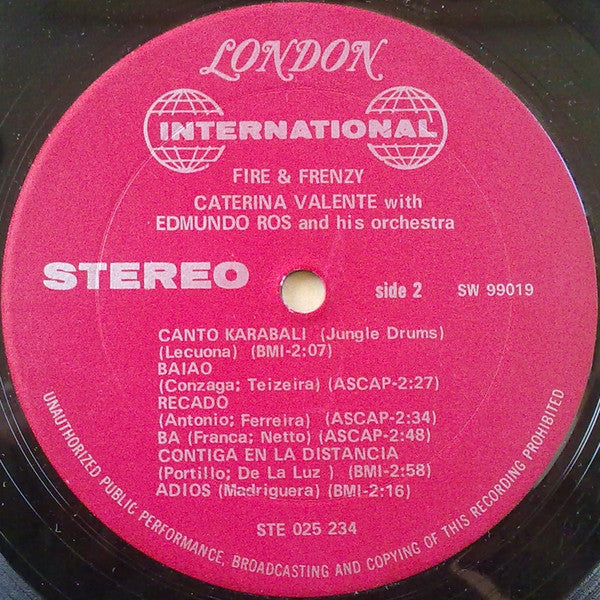 LONDON
INTERNATIONAL
FIRE & FRENZY
CATERINA VALENTE with
EDMUNDO ROS and his orchestra
STEREO
side 2 SW 99019
CANTO KARABALI (Jungle Drums)
(Lecuona) (BMI-2:07)
BAIAO
(Conzaga; Teizeira) (ASCAP-2:27)
RECADO
(Antonio; Ferreira) (ASCAP-2:34)
BA (Franca; Netto) (ASCAP-2:48)
CONTIGA EN LA DISTANCIA
(Portillo; De La Luz ) (BMI-2:58)
ADIOS (Madriguera) (BMI-2:16)
STE 025 234
UNAUTHORIZED PUBLIC PERFORMANCE, BROADCASTING AND COPYING OF THIS RECORDING PROHIBITED